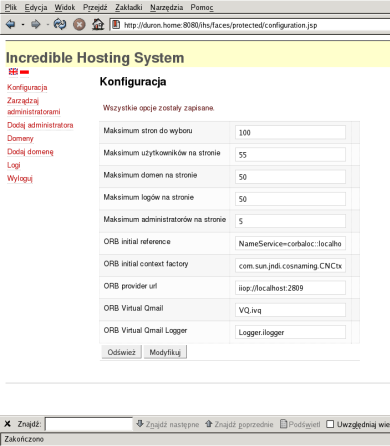 Plik Edycja Widok Przejdź Zakładki Narzędzia Pomoc
http://duron.home:8080/ihs/faces/protected/configuration.jsp
Incredible Hosting System
Konfiguracja
Zarządzaj
administratorami
Dodaj administratora
Domeny
Dodaj domenę
Logi
Wyloguj
Konfiguracja
Wszystkie opcje zostały zapisane.
Maksimum stron do wyboru 100
Maksimum użytkowników na stronie 55
Maksimum domen na stronie 50
Maksimum logów na stronie 50
Maksimum administratorów na stronie 5
ORB initial reference NameService=corbaloc::localho
ORB initial context factory com.sun.jndi.cosnaming.CNCtx
ORB provider url iiop://localhost:2809
ORB Virtual Qmail VQ.ivq
ORB Virtual Qmail Logger Logger.ilogger
Odśwież Modyfikuj
Znajdź: Znajdź następne Znajdź poprzednie Podświetl Uwzględniaj wie
Zakończono